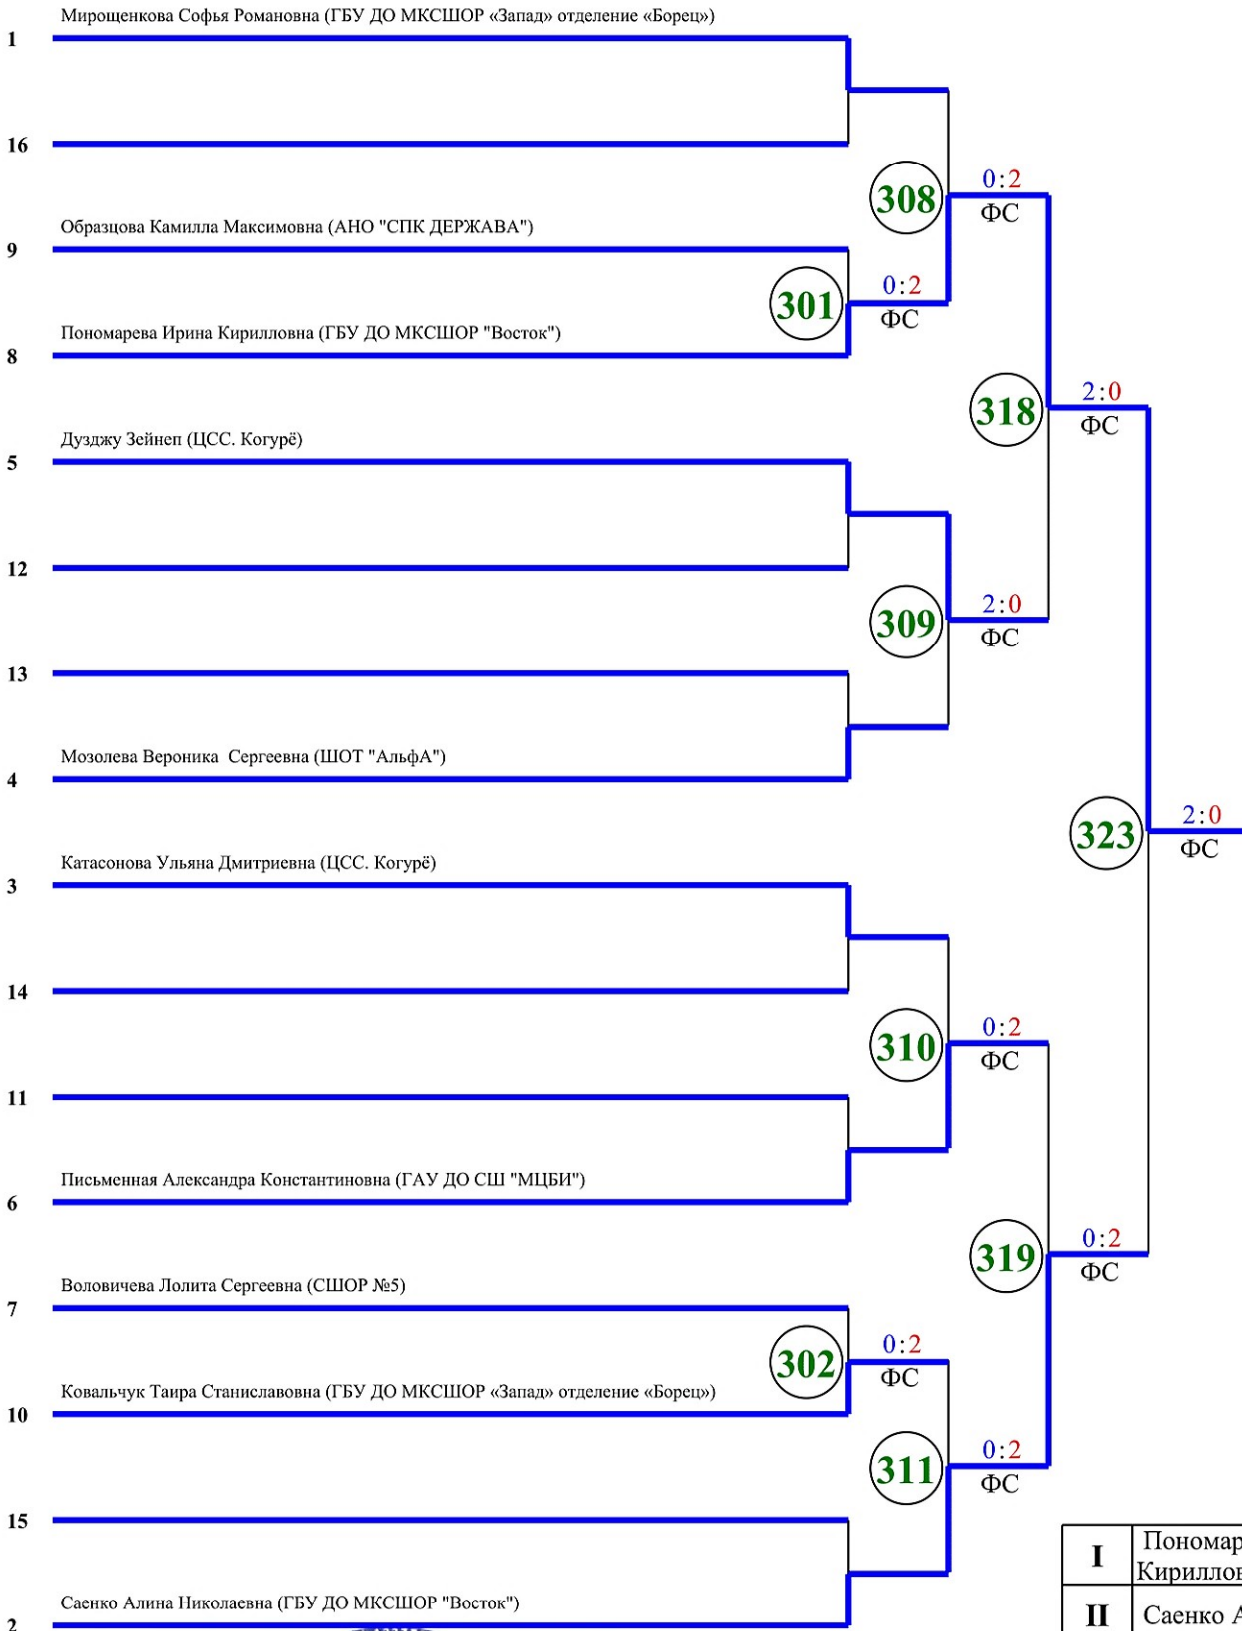 Мирощенкова Софья Романовна (ГБУ ДО МКСШОР «Запад» отделение «Борец»)
1
16
308
0:2
ФС
Образцова Камилла Максимовна (АНО "СПК ДЕРЖАВА")
9
301
0:2
ФС
Пономарева Ирина Кирилловна (ГБУ ДО МКСШОР "Восток")
8
318
2:0
ФС
Дузджу Зейнеп (ЦСС. Когурё)
5
12
309
2:0
ФС
13
Мозолева Вероника Сергеевна (ШОТ "АльфА")
4
323
2:0
ФС
Катасонова Ульяна Дмитриевна (ЦСС. Когурё)
3
14
310
0:2
ФС
11
Письменная Александра Константиновна (ГАУ ДО СШ "МЦБИ")
6
319
0:2
ФС
Воловичева Лолита Сергеевна (СШОР №5)
7
302
0:2
ФС
Ковальчук Таира Станиславовна (ГБУ ДО МКСШОР «Запад» отделение «Борец»)
10
311
0:2
ФС
15
Саенко Алина Николаевна (ГБУ ДО МКСШОР "Восток")
2
I
Пономар
Кириллов
II
Саенко А